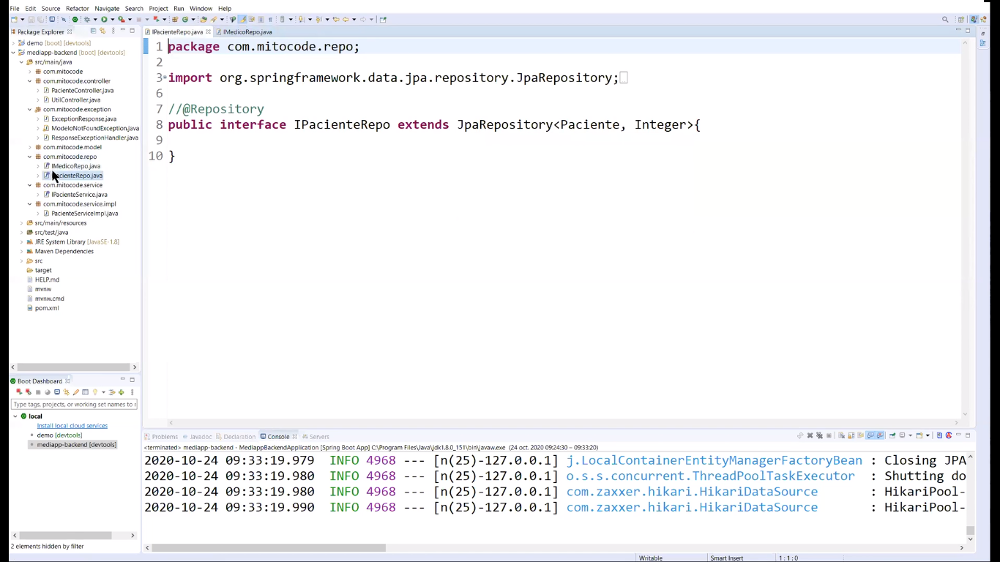 File Edit Source Refactor Navigate Search Project Run Window Help
Package Explorer
demo [boot] [devtools]
mediapp-backend [boot] [devtools]
src/main/java
com.mitocode
com.mitocode.controller
PacienteController.java
UtilController.java
com.mitocode.exception
ExceptionResponse.java
ModeloNotFoundException.java
ResponseExceptionHandler.java
com.mitocode.model
com.mitocode.repo
IMedicoRepo.java
cienteRepo.java
com.mitocode.service
IPacienteService.java
com.mitocode.service.impl
PacienteServiceImpl.java
src/main/resources
src/test/java
JRE System Library [JavaSE-1.8]
Maven Dependencies
src
target
HELP.md
mvnw
mvnw.cmd
pom.xml
Boot Dashboard
Type tags, projects, or working set names to r
local
Install local cloud services
demo [devtools]
mediapp-backend [devtools]
2 elements hidden by filter
IPacienteRepo.java IMedicoRepo.java
1 package com.mitocode.repo;
2
3 import org.springframework.data.jpa.repository.JpaRepository;
6
7 //@Repository
8 public interface IPacienteRepo extends JpaRepository<Paciente, Integer>{
9
10 }
Problems Javadoc Declaration Console Servers
<terminated> mediapp-backend - MediappBackendApplication [Spring Boot App] C:\Program Files\Java\jdk1.8.0_151\bin\javaw.exe (24 oct. 2020 09:24:30 – 09:33:20)
2020-10-24 09:33:19.979 INFO 4968 --- [n(25)-127.0.0.1] j.LocalContainerEntityManagerFactoryBean : Closing JPA
2020-10-24 09:33:19.980 INFO 4968 --- [n(25)-127.0.0.1] o.s.s.concurrent.ThreadPoolTaskExecutor : Shutting do
2020-10-24 09:33:19.980 INFO 4968 --- [n(25)-127.0.0.1] com.zaxxer.hikari.HikariDataSource : HikariPool-
2020-10-24 09:33:19.990 INFO 4968 --- [n(25)-127.0.0.1] com.zaxxer.hikari.HikariDataSource : HikariPool-
Writable Smart Insert 1 : 1 : 0